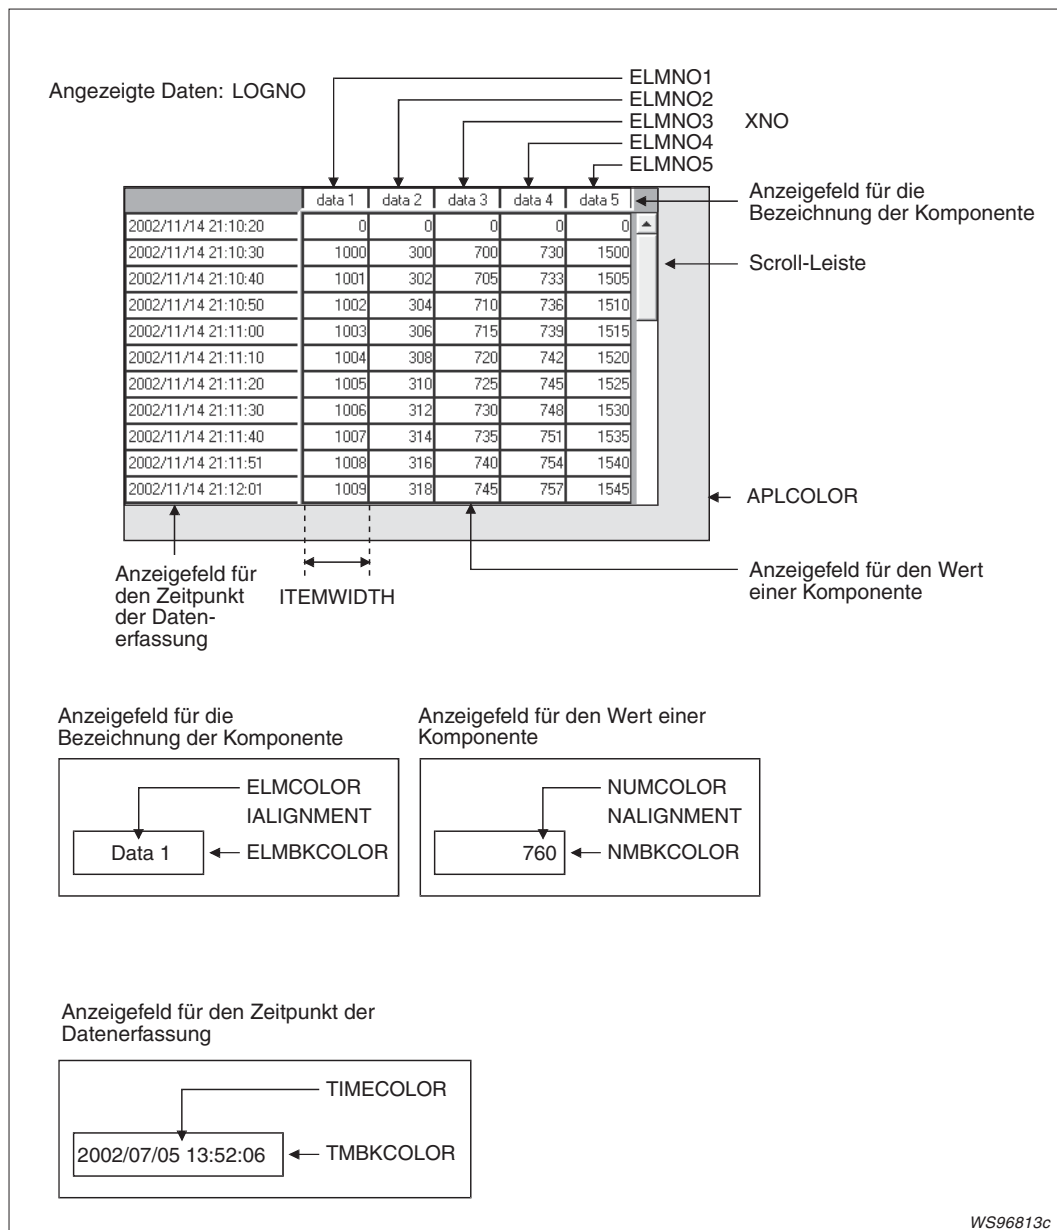 Angezeigte Daten: LOGNO
ELMNO1
ELMNO2
ELMNO3 XNO
ELMNO4
ELMNO5
data 1 data 2 data 3 data 4 data 5
Anzeigefeld für die
Bezeichnung der Komponente
2002/11/14 21:10:20 0 0 0 0 0
2002/11/14 21:10:30 1000 300 700 730 1500
Scroll-Leiste
2002/11/14 21:10:40 1001 302 705 733 1505
2002/11/14 21:10:50 1002 304 710 736 1510
2002/11/14 21:11:00 1003 306 715 739 1515
2002/11/14 21:11:10 1004 308 720 742 1520
2002/11/14 21:11:20 1005 310 725 745 1525
2002/11/14 21:11:30 1006 312 730 748 1530
2002/11/14 21:11:40 1007 314 735 751 1535
2002/11/14 21:11:51 1008 316 740 754 1540
2002/11/14 21:12:01 1009 318 745 757 1545
APLCOLOR
Anzeigefeld für
den Zeitpunkt
der Daten-
erfassung
ITEMWIDTH
Anzeigefeld für den Wert
einer Komponente
Anzeigefeld für die
Bezeichnung der Komponente
ELMCOLOR
IALIGNMENT
Data 1 ELMBKCOLOR
Anzeigefeld für den Wert einer
Komponente
NUMCOLOR
NALIGNMENT
760 NMBKCOLOR
Anzeigefeld für den Zeitpunkt der
Datenerfassung
TIMECOLOR
2002/07/05 13:52:06 TMBKCOLOR
WS96813c